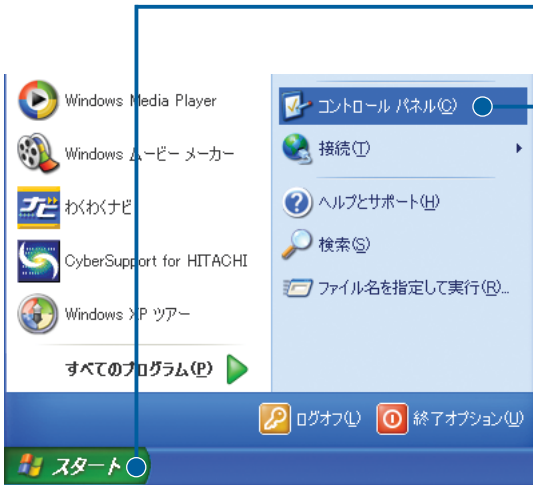 Windows Media Player
Windows ムービー メーカー
ナビ
わくわくナビ
CyberSupport for HITACHI
Windows XP ツアー
すべてのプログラム(P)
コントロール パネル(C)
接続(T)
ヘルプとサポート(H)
検索(S)
ファイル名を指定して実行(R)...
ログオフ(L)
終了オプション(U)
スタート